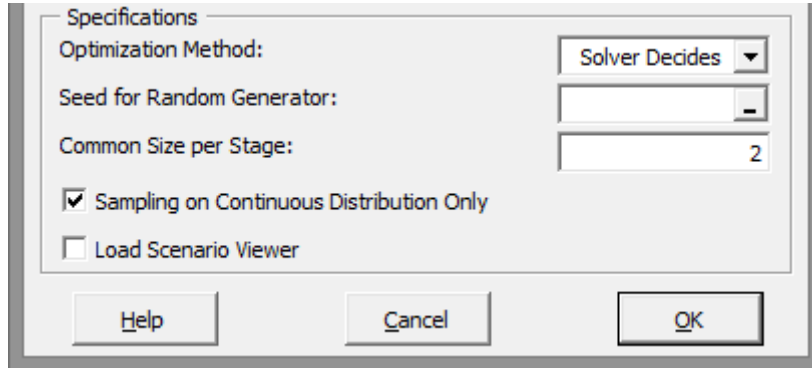 Specifications
Optimization Method:
Solver Decides
Seed for Random Generator:
Common Size per Stage:
2
Sampling on Continuous Distribution Only
Load Scenario Viewer
Help
Cancel
OK